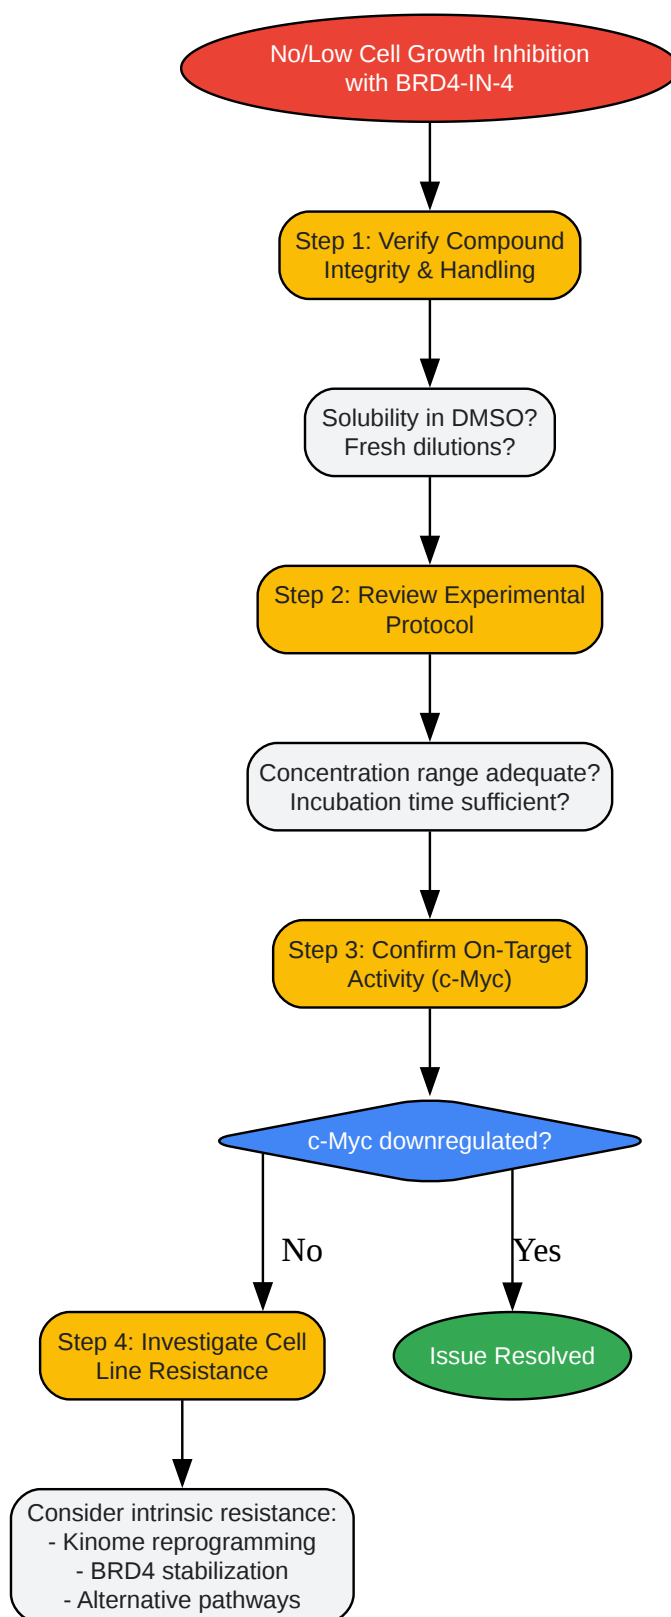 No/Low Cell Growth Inhibition
with BRD4-IN-4
Step 1: Verify Compound
Integrity & Handling
Solubility in DMSO?
Fresh dilutions?
Step 2: Review Experimental
Protocol
Concentration range adequate?
Incubation time sufficient?
Step 3: Confirm On-Target
Activity (c-Myc)
c-Myc downregulated?
No
Yes
Step 4: Investigate Cell
Line Resistance
Issue Resolved
Consider intrinsic resistance:
- Kinome reprogramming
- BRD4 stabilization
- Alternative pathways